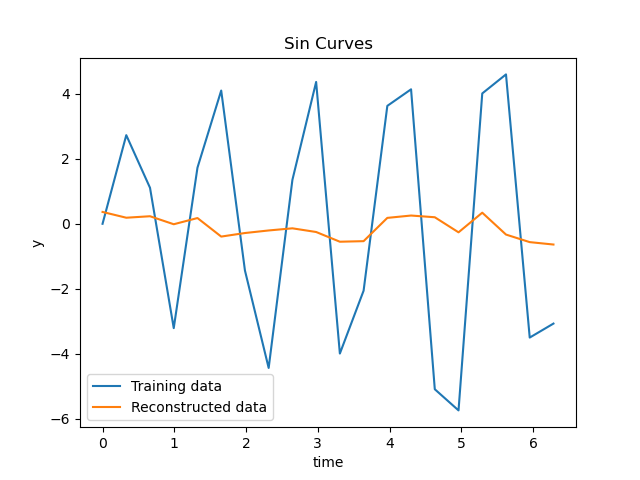 Sin Curves
y
4
2
0
−2
−4
−6
Training data
Reconstructed data
0 1 2 3 4 5 6
time